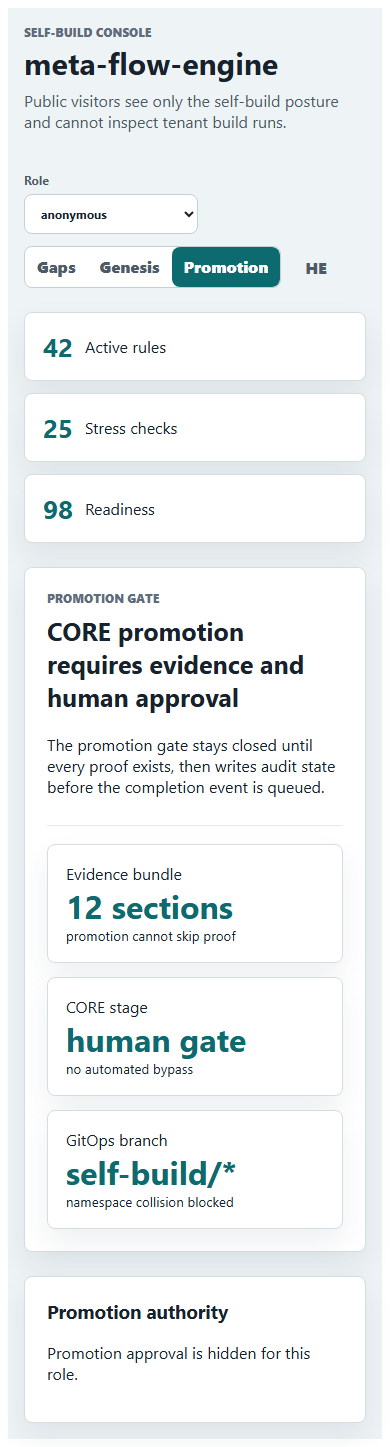 SELF-BUILD CONSOLE
meta-flow-engine
Public visitors see only the self-build posture
and cannot inspect tenant build runs.
Role
anonymous
Gaps Genesis Promotion HE
42 Active rules
25 Stress checks
98 Readiness
PROMOTION GATE
CORE promotion
requires evidence and
human approval
The promotion gate stays closed until
every proof exists, then writes audit state
before the completion event is queued.
Evidence bundle
12 sections
promotion cannot skip proof
CORE stage
human gate
no automated bypass
GitOps branch
self-build/*
namespace collision blocked
Promotion authority
Promotion approval is hidden for this
role.